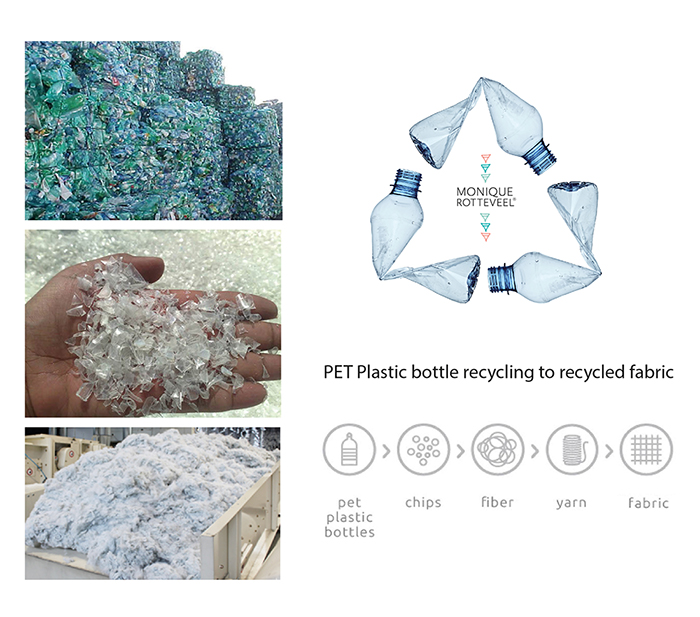 MONIQUE
ROTTEVEEL®
PET Plastic bottle recycling to recycled fabric
pet
plastic
bottles
chips
fiber
yarn
fabric